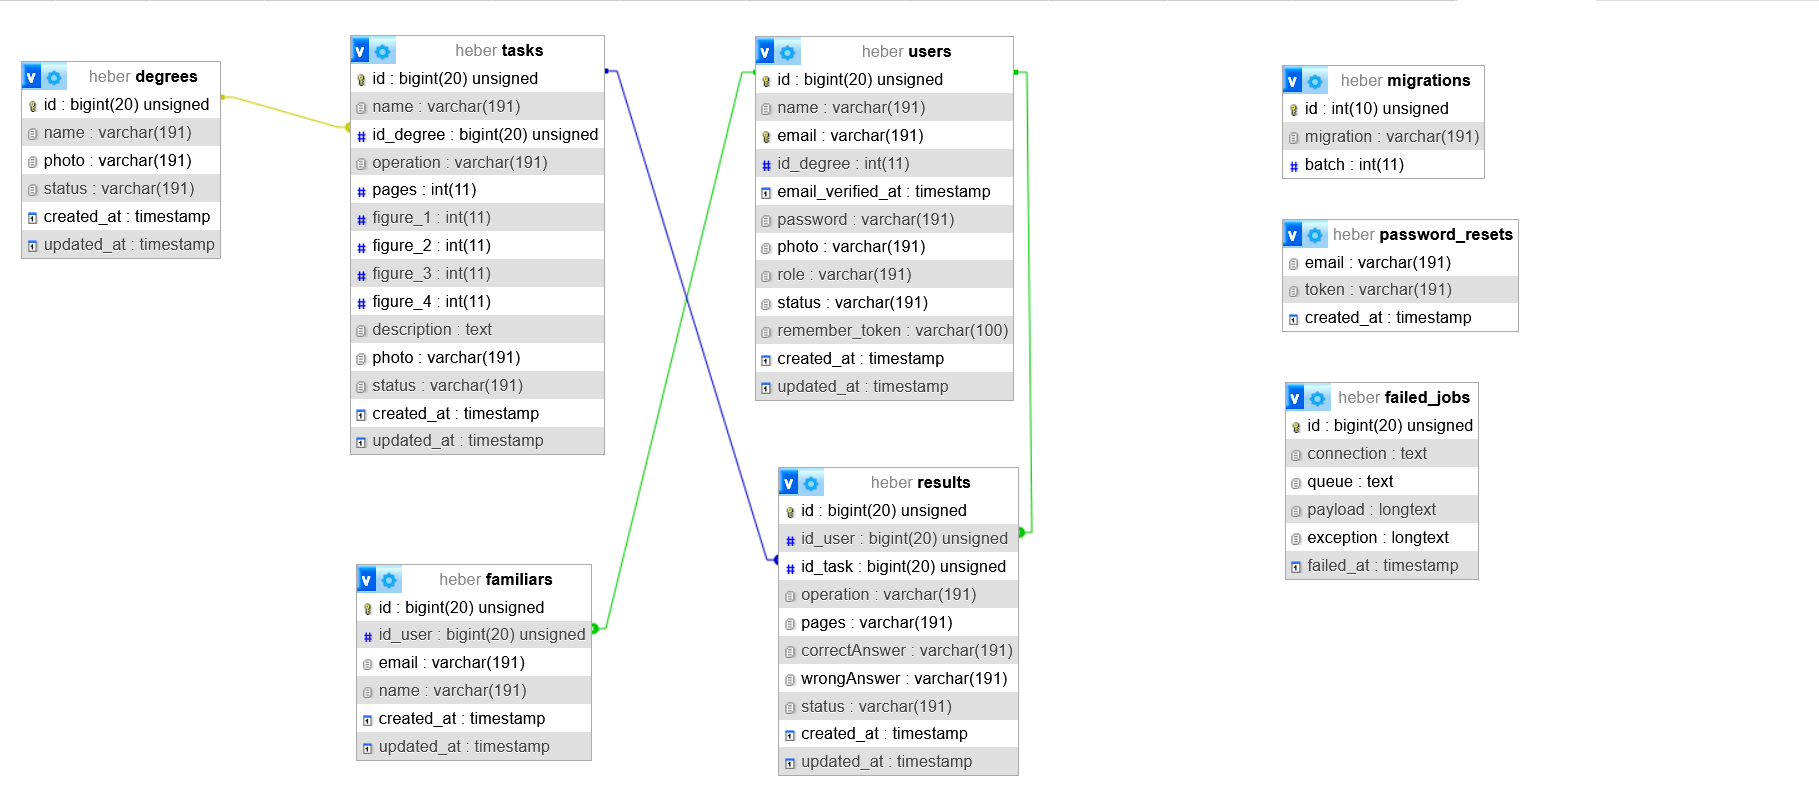 v heber degrees
id : bigint(20) unsigned
name : varchar(191)
photo : varchar(191)
status : varchar(191)
created_at : timestamp
updated_at : timestamp
v heber tasks
id : bigint(20) unsigned
name : varchar(191)
# id_degree : bigint(20) unsigned
operation : varchar(191)
# pages : int(11)
# figure_1 : int(11)
# figure_2 : int(11)
# figure_3 : int(11)
# figure_4 : int(11)
description : text
photo : varchar(191)
status : varchar(191)
created_at : timestamp
updated_at : timestamp
v heber users
id : bigint(20) unsigned
name : varchar(191)
email : varchar(191)
# id_degree : int(11)
email_verified_at : timestamp
password : varchar(191)
photo : varchar(191)
role : varchar(191)
status : varchar(191)
remember_token : varchar(100)
created_at : timestamp
updated_at : timestamp
v heber migrations
id : int(10) unsigned
migration : varchar(191)
# batch : int(11)
v heber password_resets
email : varchar(191)
token : varchar(191)
created_at : timestamp
v heber failed_jobs
id : bigint(20) unsigned
connection : text
queue : text
payload : longtext
exception : longtext
failed_at : timestamp
v heber results
id : bigint(20) unsigned
# id_user : bigint(20) unsigned
# id_task : bigint(20) unsigned
operation : varchar(191)
pages : varchar(191)
correctAnswer : varchar(191)
wrongAnswer : varchar(191)
status : varchar(191)
created_at : timestamp
updated_at : timestamp
v heber familiars
id : bigint(20) unsigned
# id_user : bigint(20) unsigned
email : varchar(191)
name : varchar(191)
created_at : timestamp
updated_at : timestamp